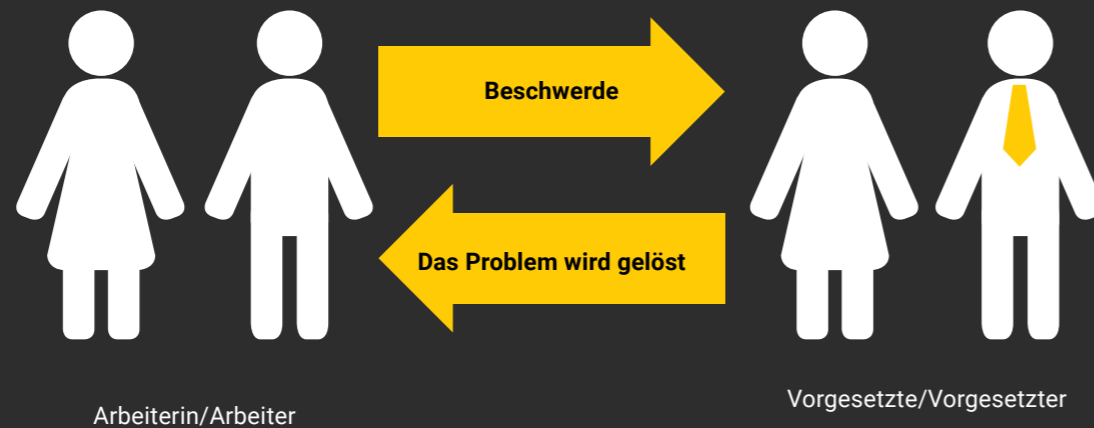 Beschwerde
Das Problem wird gelöst
Arbeiterin/Arbeiter
Vorgesetzte/Vorgesetzter